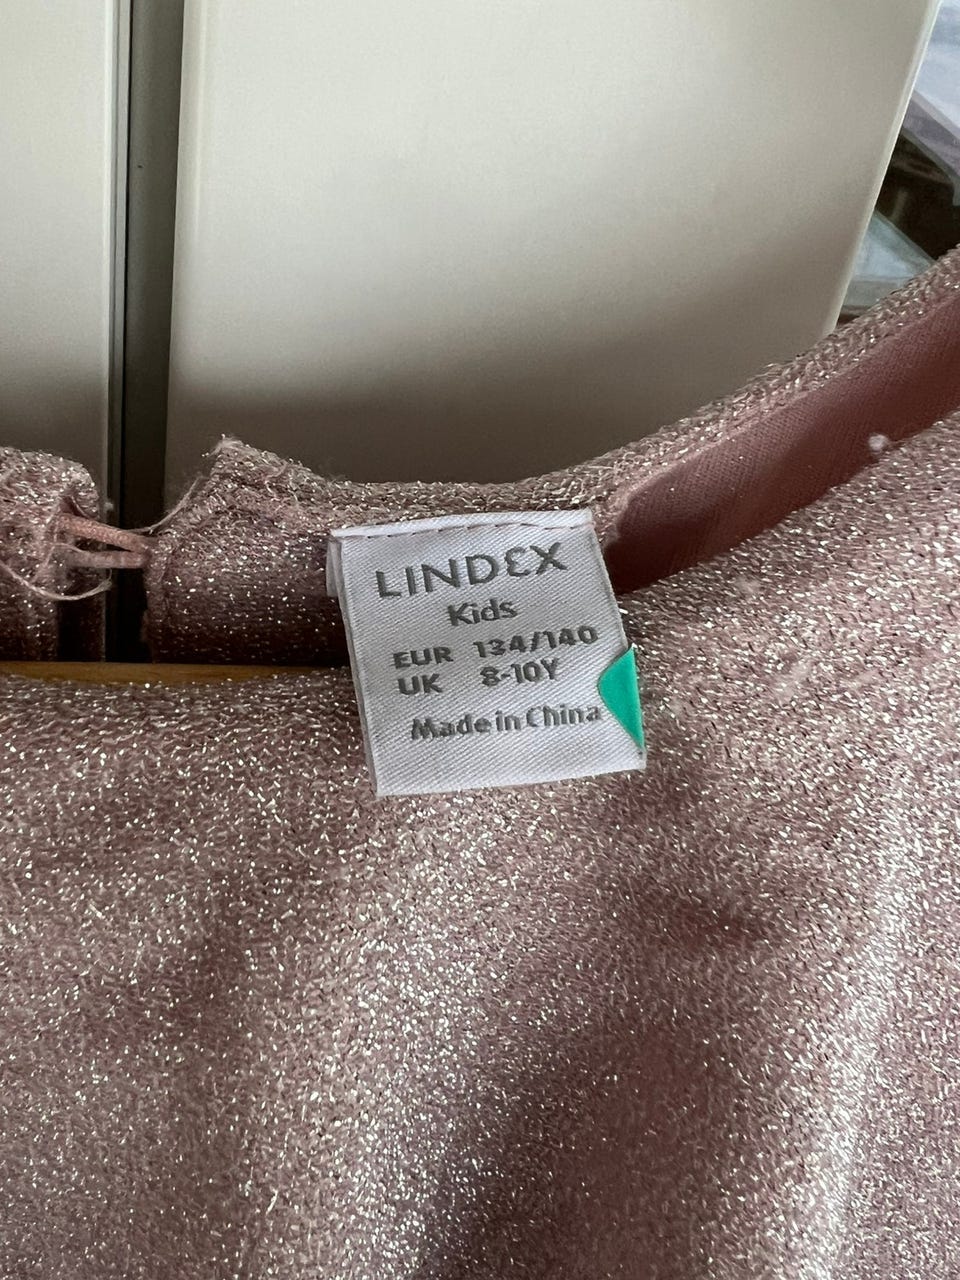 LINDEX
Kids
EUR 134/140
UK 8-10Y
Made in China